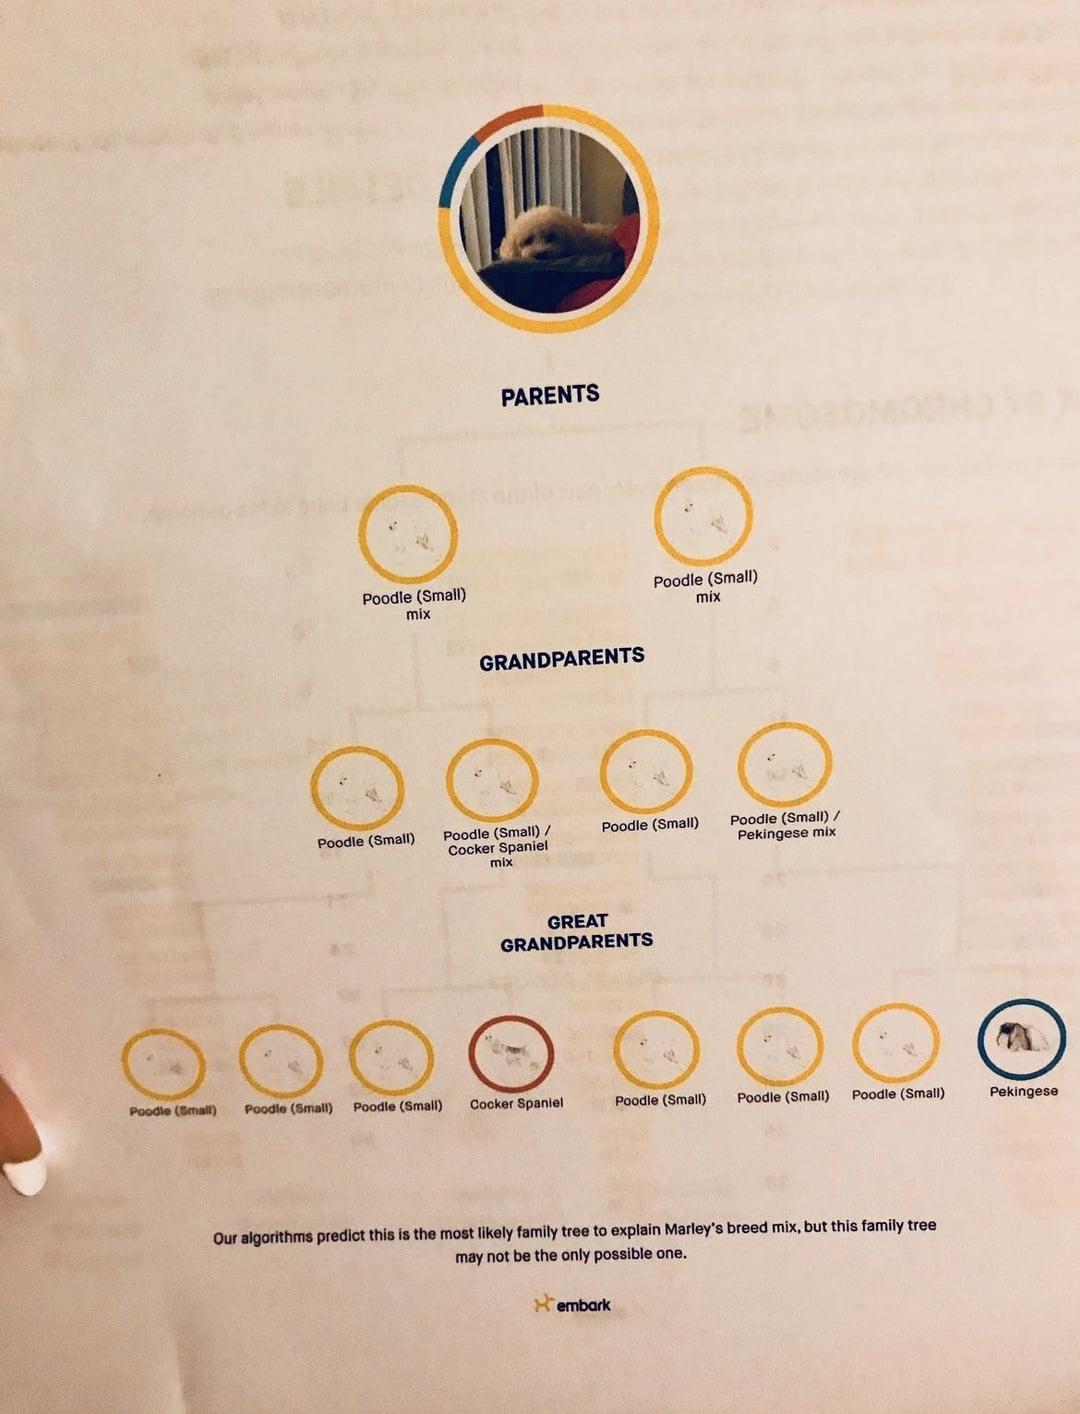 PARENTS
Poodle (Small)
mix
Poodle (Small)
mix
GRANDPARENTS
Poodle (Small)
Poodle (Small) /
Cocker Spaniel
mix
Poodle (Small)
Poodle (Small) /
Pekingese mix
GREAT
GRANDPARENTS
Poodle (Small)
Poodle (Small)
Poodle (Small)
Cocker Spaniel
Poodle (Small)
Poodle (Small)
Poodle (Small)
Pekingese
Our algorithms predict this is the most likely family tree to explain Marley's breed mix, but this family tree
may not be the only possible one.
embark